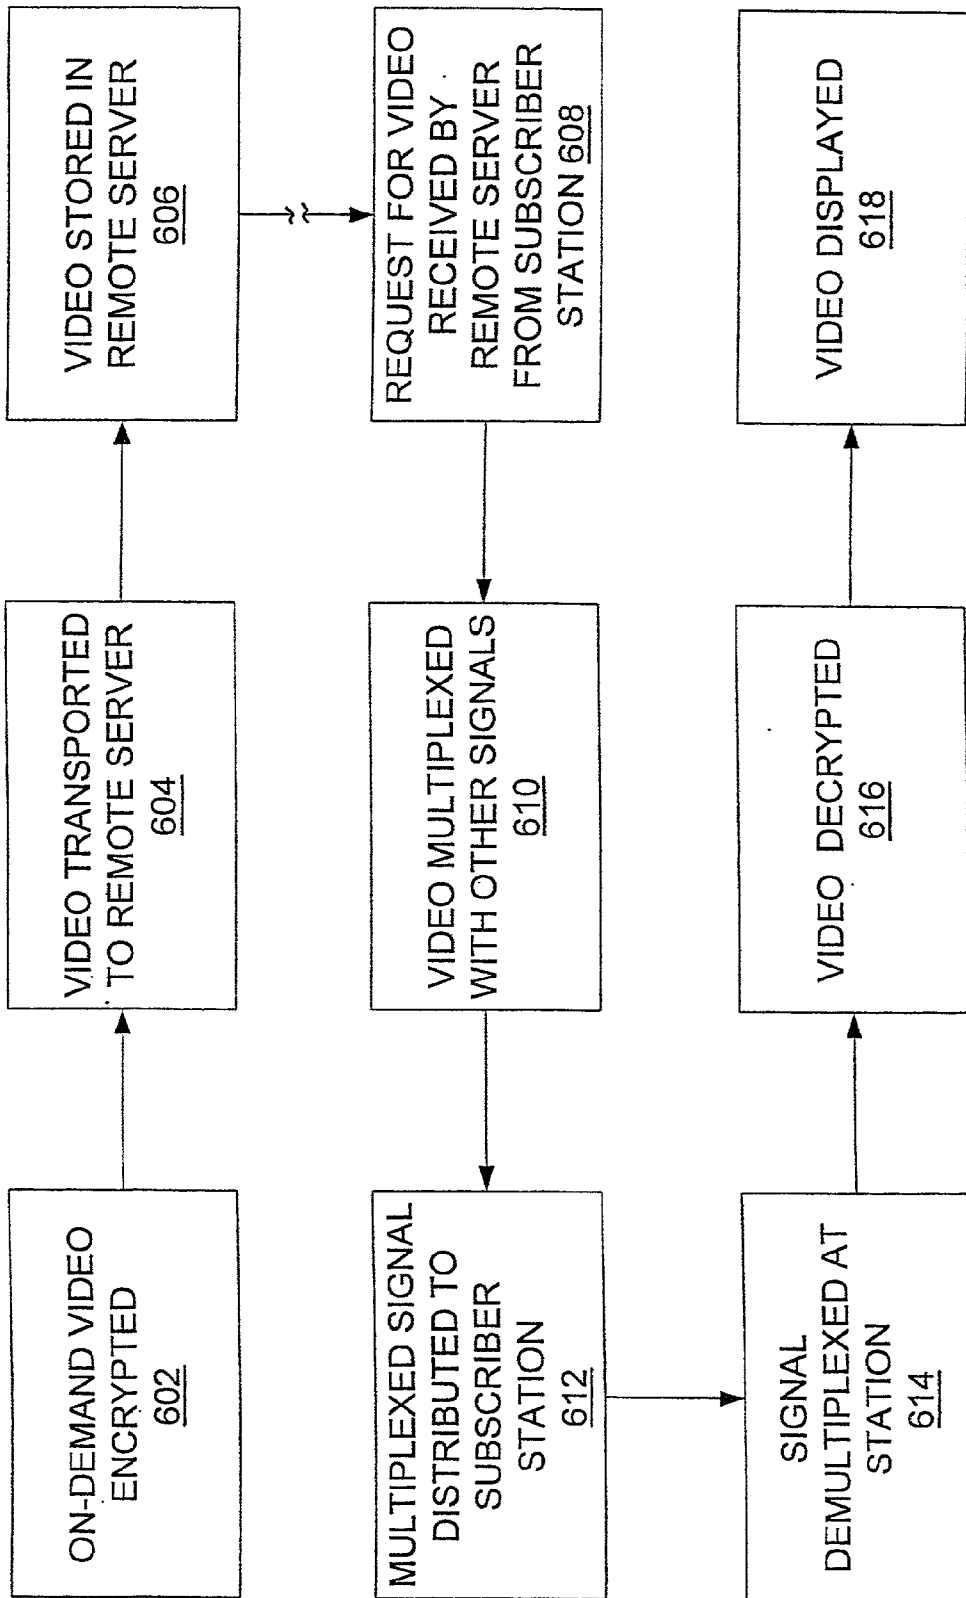 ON-DEMAND VIDEO
ENCRYPTED
602
VIDEO TRANSPORTED
TO REMOTE SERVER
604
VIDEO STORED IN
REMOTE SERVER
606
REQUEST FOR VIDEO
RECEIVED BY
REMOTE SERVER
FROM SUBSCRIBER
STATION 608
VIDEO MULTIPLEXED
WITH OTHER SIGNALS
610
MULTIPLEXED SIGNAL
DISTRIBUTED TO
SUBSCRIBER
STATION
612
SIGNAL
DEMULTIPLEXED AT
STATION
614
VIDEO DECRYPTED
616
VIDEO DISPLAYED
618